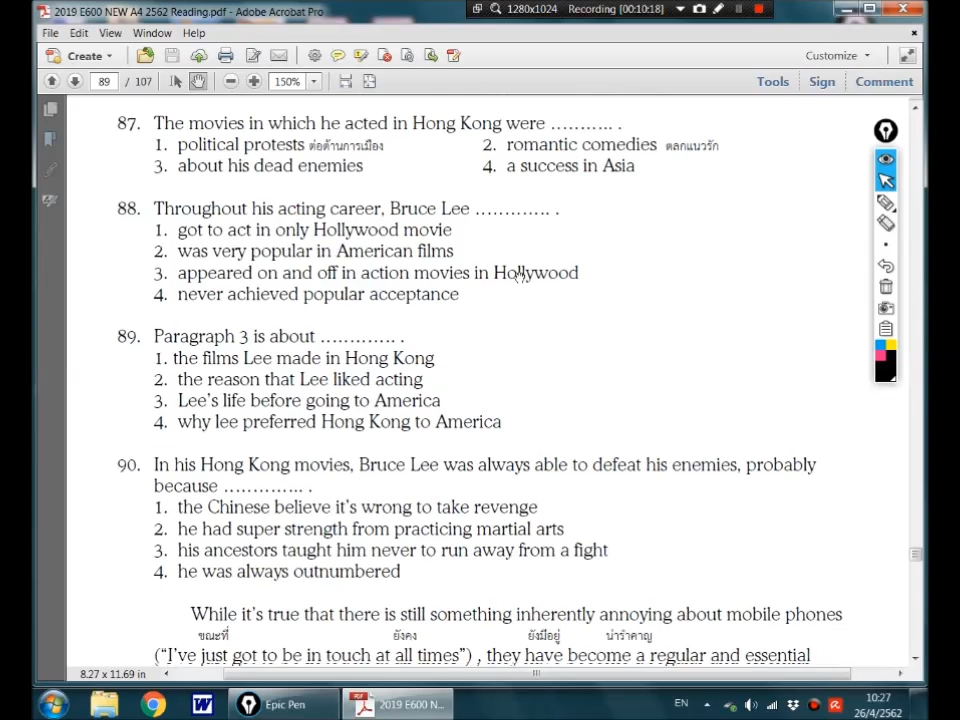 2019 E600 NEW A4 2562 Reading.pdf - Adobe Acrobat Pro
1280x1024 Recording [00:10:18]
File Edit View Window Help
Create
Customize
89 / 107
150%
Tools Sign Comment
87. The movies in which he acted in Hong Kong were ........... .
1. political protests ต่อต้านการเมือง 2. romantic comedies ตลกแนวรัก
3. about his dead enemies 4. a success in Asia
88. Throughout his acting career, Bruce Lee ............. .
1. got to act in only Hollywood movie
2. was very popular in American films
3. appeared on and off in action movies in Hollywood
4. never achieved popular acceptance
89. Paragraph 3 is about ............. .
1. the films Lee made in Hong Kong
2. the reason that Lee liked acting
3. Lee's life before going to America
4. why lee preferred Hong Kong to America
90. In his Hong Kong movies, Bruce Lee was always able to defeat his enemies, probably
because ............. .
1. the Chinese believe it's wrong to take revenge
2. he had super strength from practicing martial arts
3. his ancestors taught him never to run away from a fight
4. he was always outnumbered
While it's true that there is still something inherently annoying about mobile phones
ขณะที่ ยังคง ยังมีอยู่ น่ารำคาญ
("I've just got to be in touch at all times") , they have become a regular and essential
8.27 x 11.69 in
Epic Pen
2019 E600 N...
EN
10:27
26/4/2562